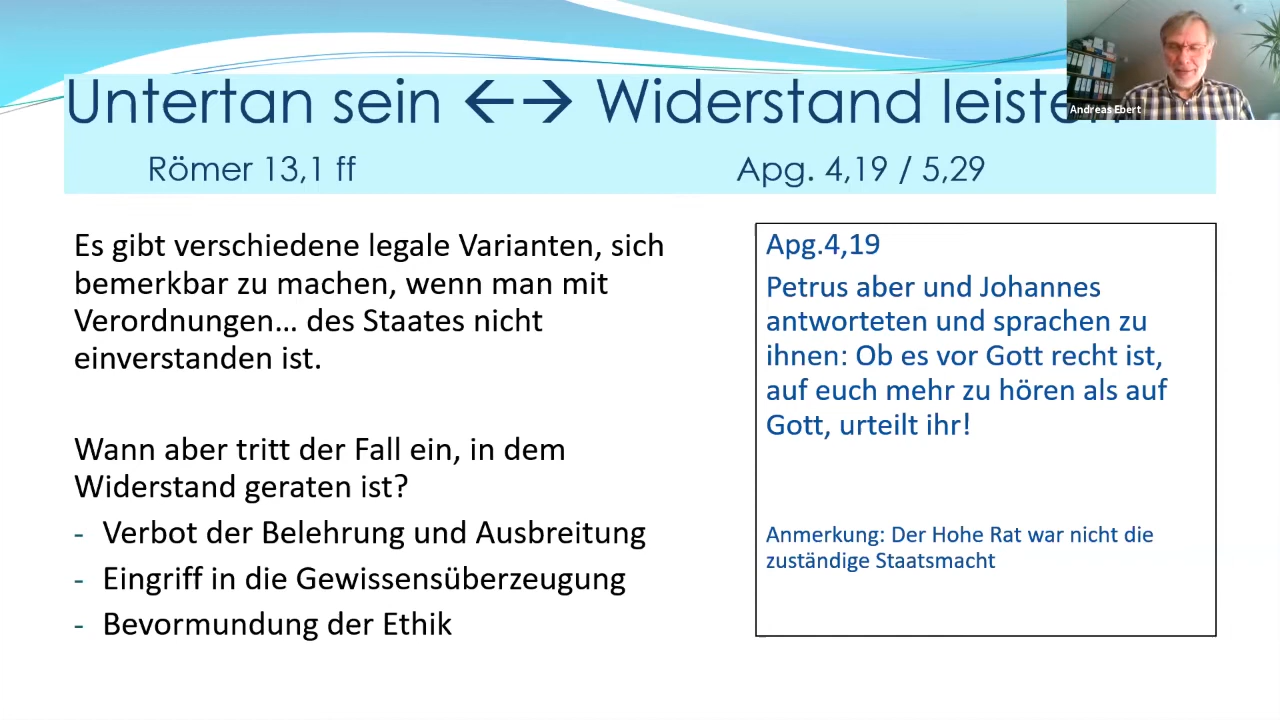 Untertan sein ←→ Widerstand leisten
Andreas Ebert
Römer 13,1 ff
Apg. 4,19 / 5,29
Es gibt verschiedene legale Varianten, sich
bemerkbar zu machen, wenn man mit
Verordnungen... des Staates nicht
einverstanden ist.
Wann aber tritt der Fall ein, in dem
Widerstand geraten ist?
- Verbot der Belehrung und Ausbreitung
- Eingriff in die Gewissensüberzeugung
- Bevormundung der Ethik
Apg.4,19
Petrus aber und Johannes
antworteten und sprachen zu
ihnen: Ob es vor Gott recht ist,
auf euch mehr zu hören als auf
Gott, urteilt ihr!
Anmerkung: Der Hohe Rat war nicht die
zuständige Staatsmacht